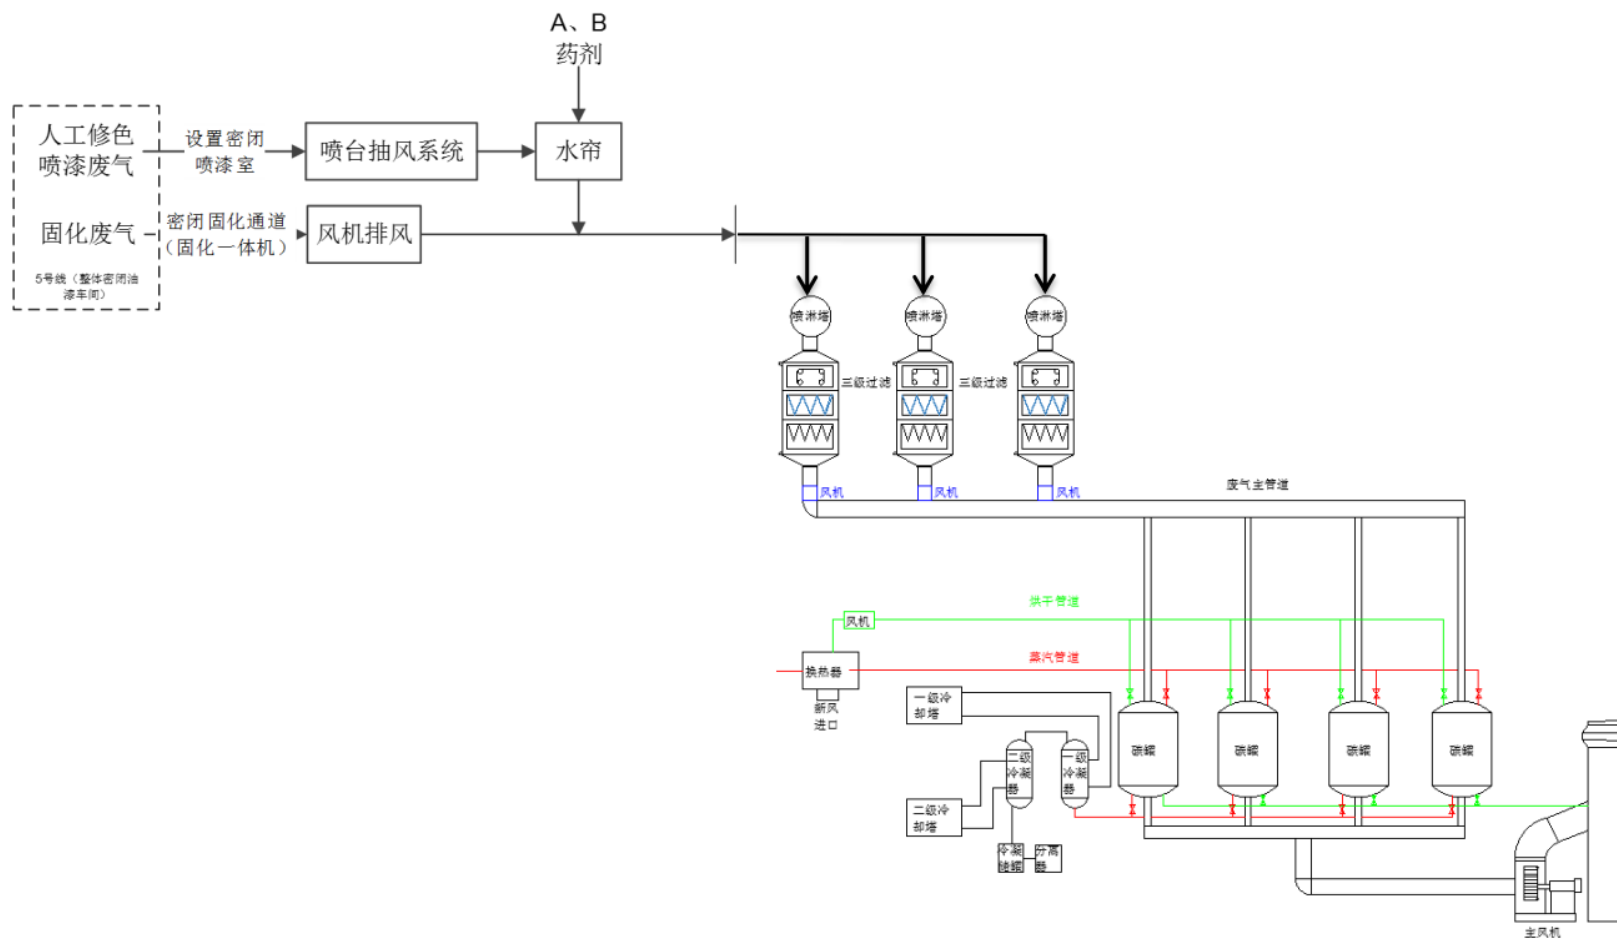 A、B
药剂
人工修色
喷漆废气
设置密闭
喷漆室
喷台抽风系统
水帘
固化废气
密闭固化通道
（固化一体机）
风机排风
5号线（整体密闭油
漆车间）
喷淋塔
喷淋塔
喷淋塔
三级过滤
三级过滤
风机
风机
风机
废气主管道
烘干管道
风机
蒸汽管道
换热器
新风
进口
一级冷
却塔
二级
冷凝
器
一级
冷凝
器
碳罐
碳罐
碳罐
碳罐
二级冷
却塔
冷凝
储罐
分离
器
主风机